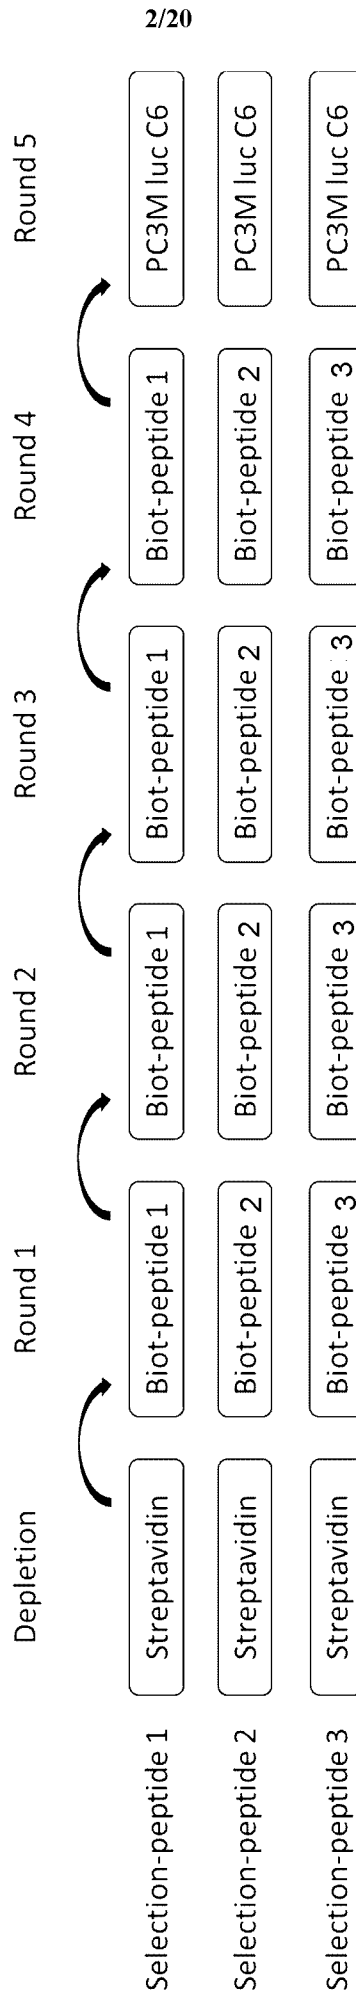 2/20
Depletion Round 1 Round 2 Round 3 Round 4 Round 5
Selection-peptide 1 Streptavidin Biot-peptide 1 Biot-peptide 1 Biot-peptide 1 Biot-peptide 1 PC3M luc C6
Selection-peptide 2 Streptavidin Biot-peptide 2 Biot-peptide 2 Biot-peptide 2 Biot-peptide 2 PC3M luc C6
Selection-peptide 3 Streptavidin Biot-peptide 3 Biot-peptide 3 Biot-peptide 3 Biot-peptide 3 PC3M luc C6